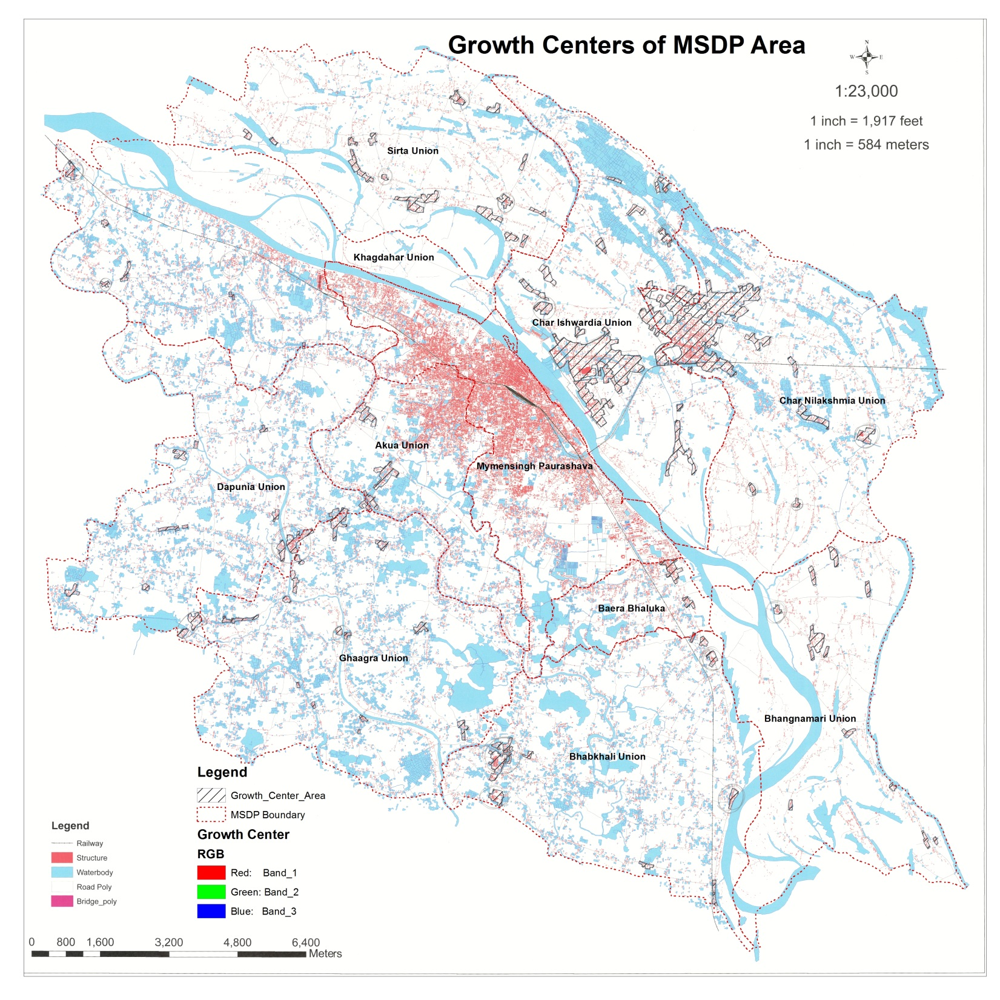 Growth Centers of MSDP Area
N
W E
S
1:23,000
1 inch = 1,917 feet
1 inch = 584 meters
Sirta Union
Khagdahar Union
Char Ishwardia Union
Char Nilakshmia Union
Akua Union
Mymensingh Paurashava
Dapunia Union
Baera Bhaluka
Ghaagra Union
Bhangnamari Union
Bhabkhali Union
Legend
Growth_Center_Area
MSDP Boundary
Growth Center
RGB
Red: Band_1
Green: Band_2
Blue: Band_3
Legend
Railway
Structure
Waterbody
Road Poly
Bridge_poly
0 800 1,600 3,200 4,800 6,400
Meters